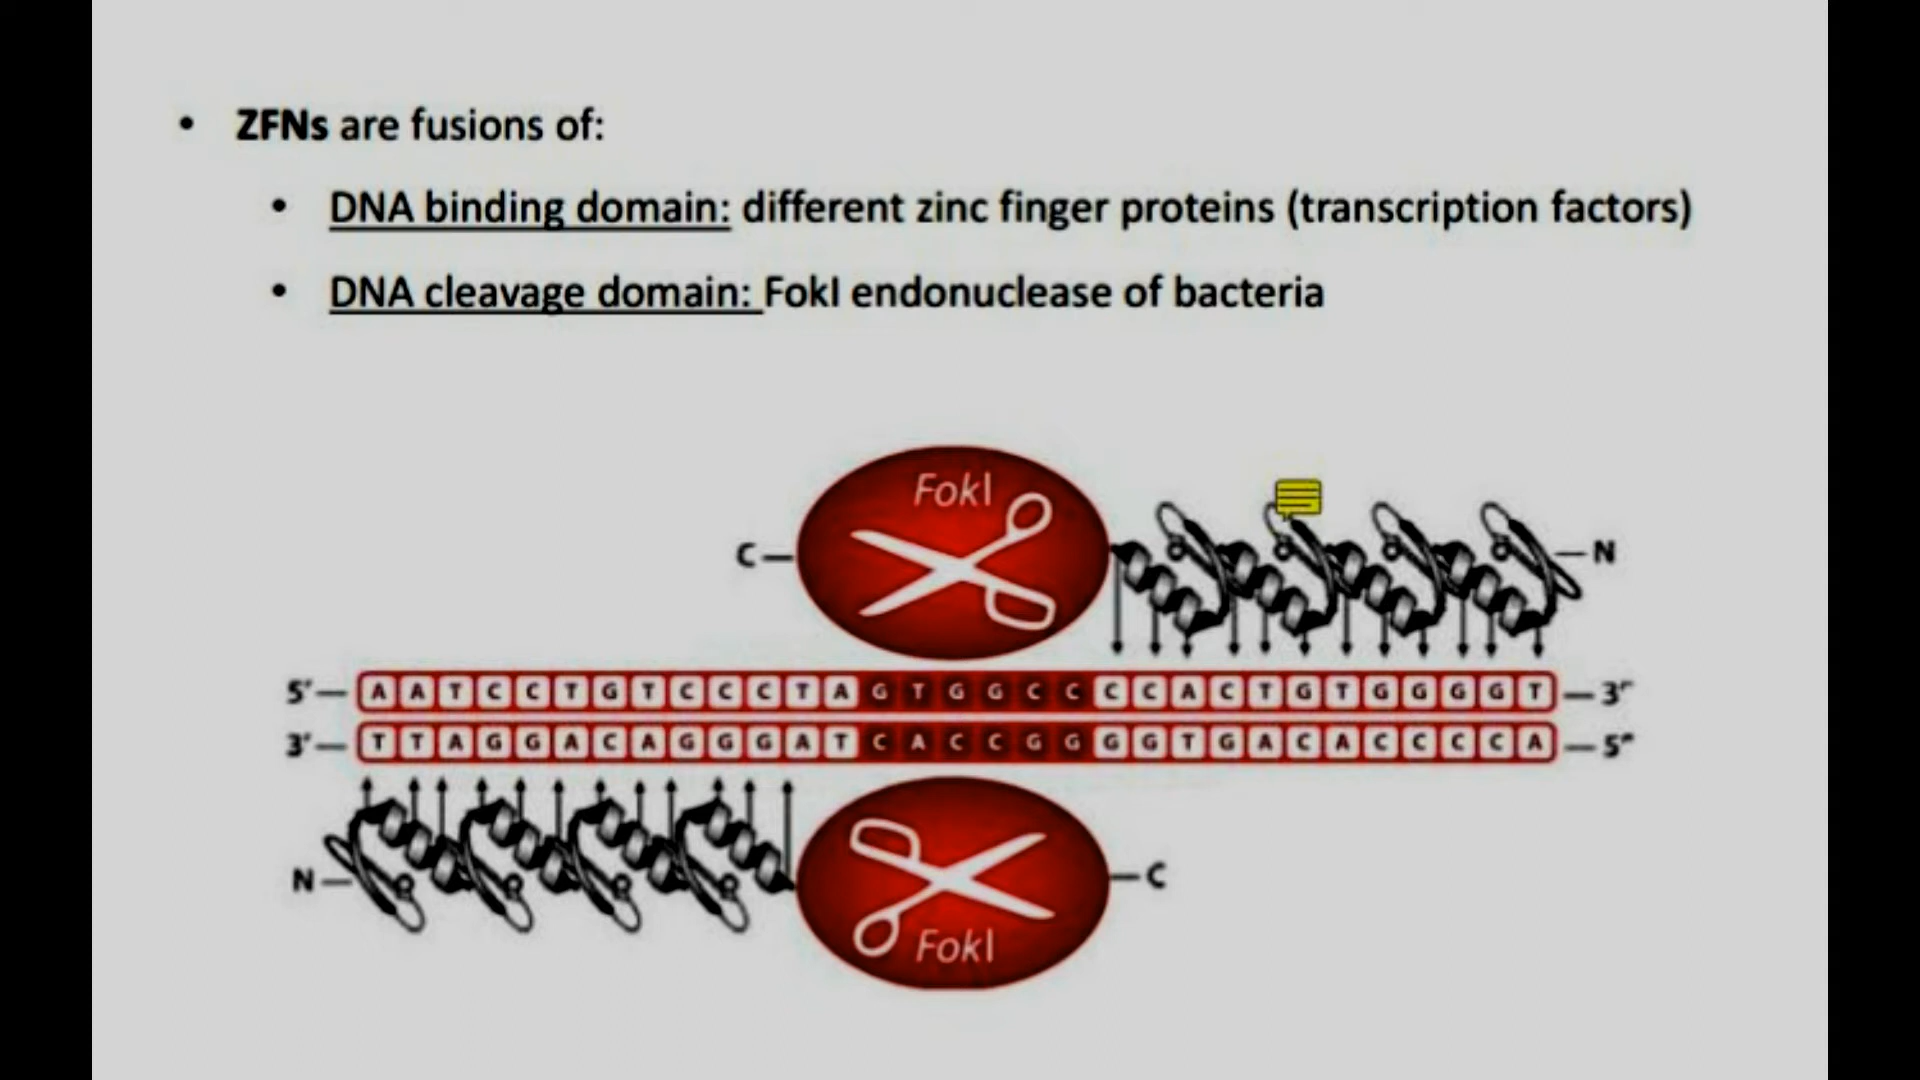 • ZFNs are fusions of:
• DNA binding domain: different zinc finger proteins (transcription factors)
• DNA cleavage domain: FokI endonuclease of bacteria
FokI
C
N
5′ A A T C C T G T C C C T A G T G G C C C C A C T G T G G G G T 3′
3′ T T A G G A C A G G G A T C A C C G G G G T G A C A C C C C A 5′
N
C
FokI